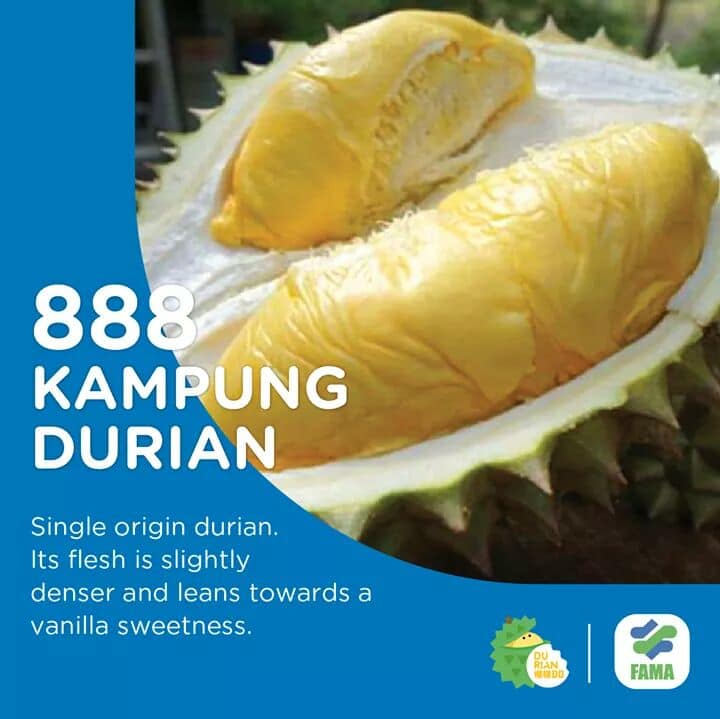 888
KAMPUNG
DURIAN
Single origin durian.
Its flesh is slightly
denser and leans towards a
vanilla sweetness.
DU
RIAN
FAMA